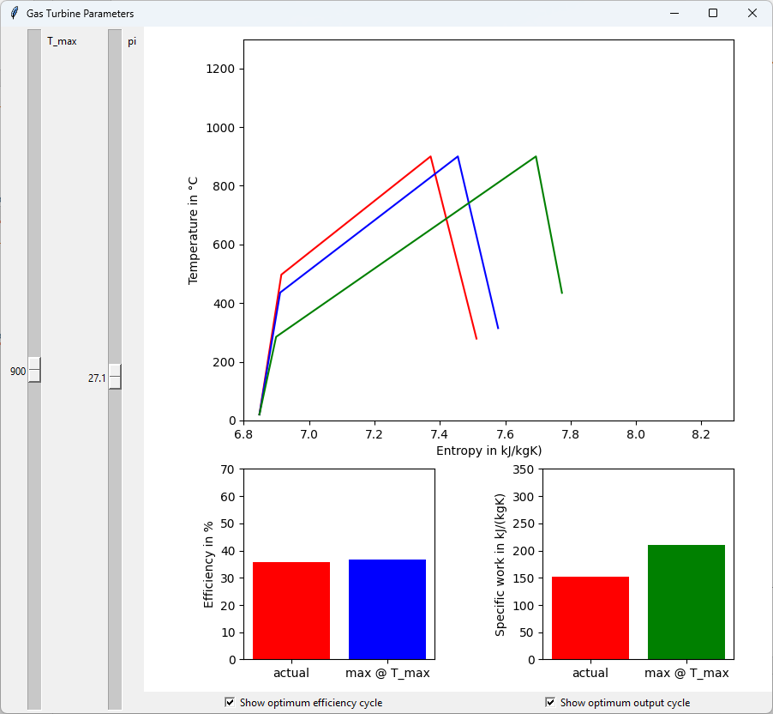 Gas Turbine Parameters
T_max
pi
900
27.1
Temperature in °C
1200
1000
800
600
400
200
0
6.8 7.0 7.2 7.4 7.6 7.8 8.0 8.2
Entropy in kJ/kgK)
Efficiency in %
70
60
50
40
30
20
10
0
actual max @ T_max
Specific work in kJ/(kgK)
350
300
250
200
150
100
50
0
actual max @ T_max
Show optimum efficiency cycle
Show optimum output cycle